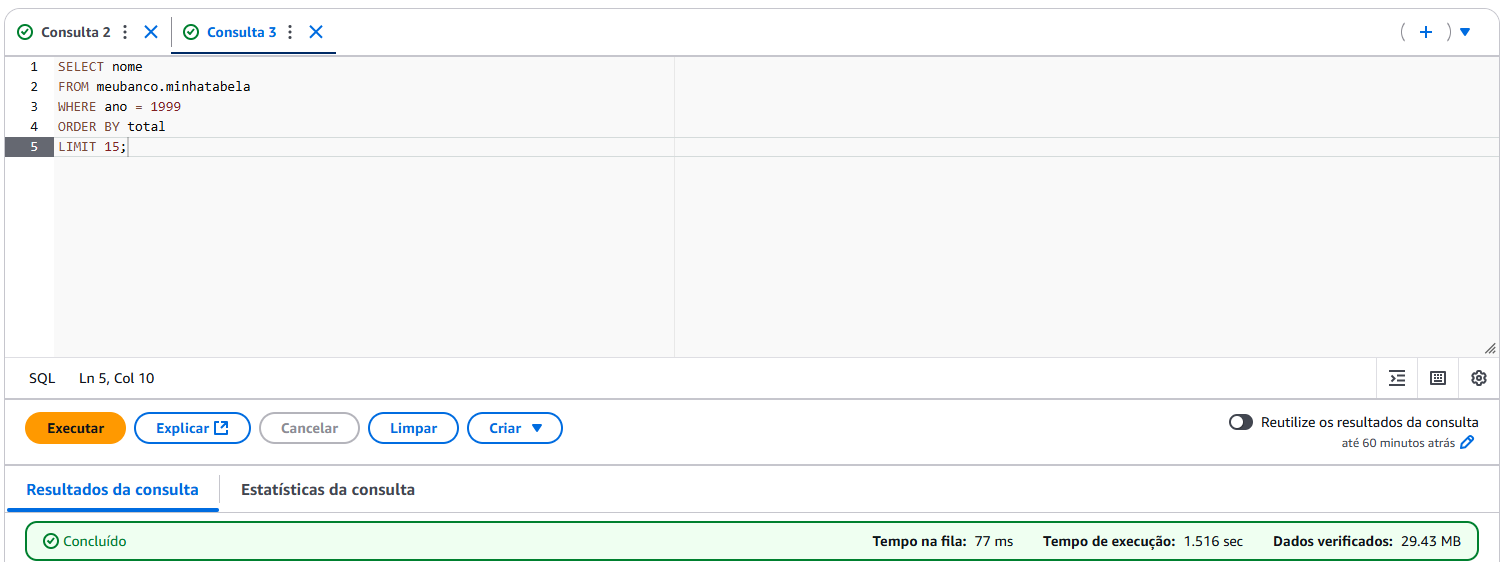 Consulta 2
Consulta 3
1 SELECT nome
2 FROM meubanco.minhatabela
3 WHERE ano = 1999
4 ORDER BY total
5 LIMIT 15;
SQL Ln 5, Col 10
Executar Explicar Cancelar Limpar Criar
Reutilize os resultados da consulta
até 60 minutos atrás
Resultados da consulta Estatísticas da consulta
Concluído Tempo na fila: 77 ms Tempo de execução: 1.516 sec Dados verificados: 29.43 MB